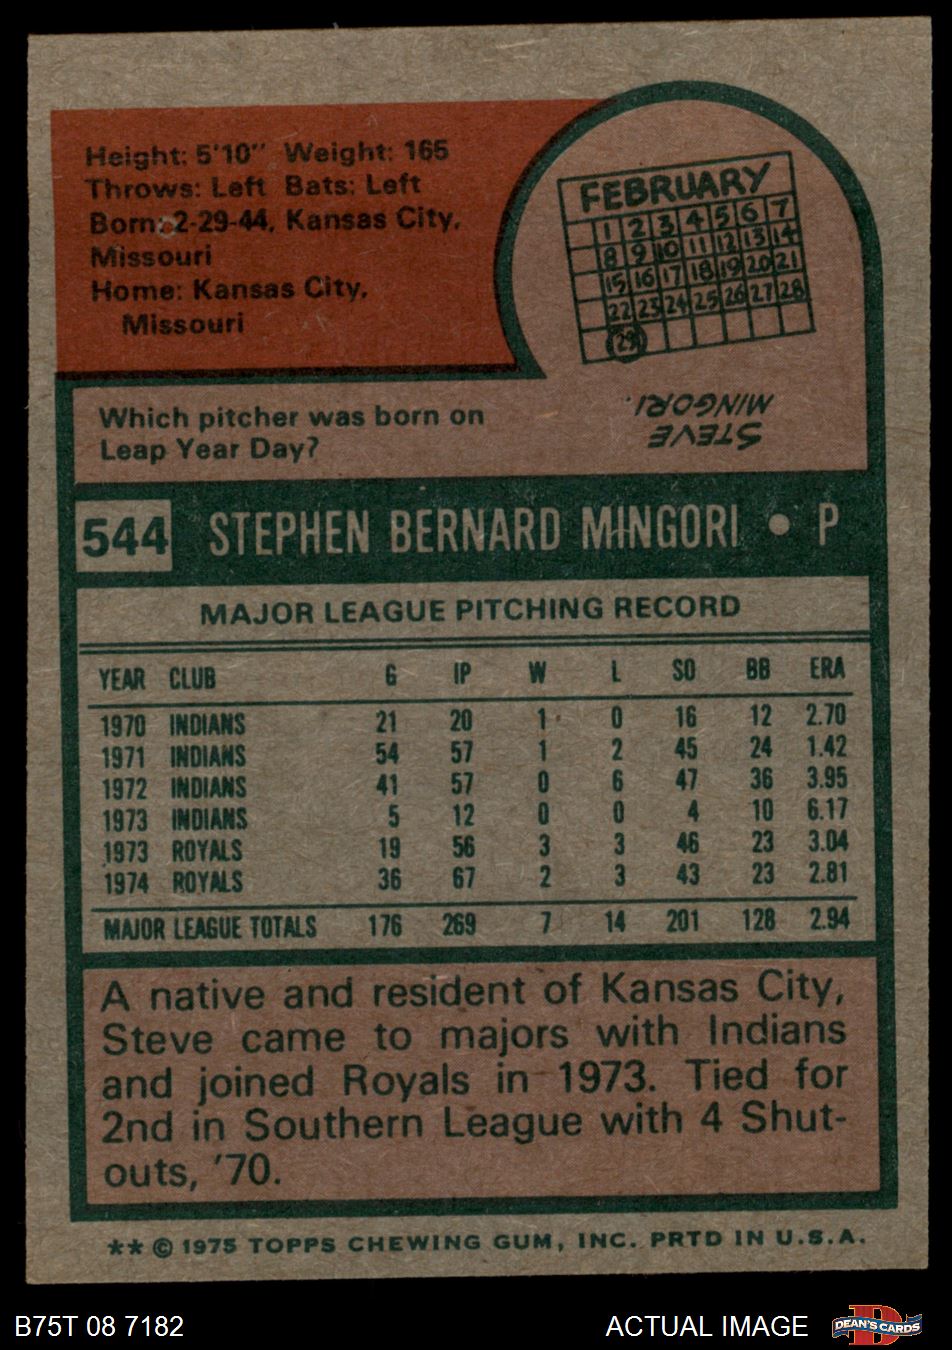 Height: 5'10" Weight: 165
Throws: Left Bats: Left
Born: 2-29-44, Kansas City,
Missouri
Home: Kansas City,
Missouri
FEBRUARY
1 2 3 4 5 6 7
8 9 10 11 12 13 14
15 16 17 18 19 20 21
22 23 24 25 26 27 28
29
Which pitcher was born on
Leap Year Day?
STEVE
MINGORI.
544 STEPHEN BERNARD MINGORI • P
MAJOR LEAGUE PITCHING RECORD
YEAR CLUB G IP W L SO BB ERA
1970 INDIANS 21 20 1 0 16 12 2.70
1971 INDIANS 54 57 1 2 45 24 1.42
1972 INDIANS 41 57 0 6 47 36 3.95
1973 INDIANS 5 12 0 0 4 10 6.17
1973 ROYALS 19 56 3 3 46 23 3.04
1974 ROYALS 36 67 2 3 43 23 2.81
MAJOR LEAGUE TOTALS 176 269 7 14 201 128 2.94
A native and resident of Kansas City,
Steve came to majors with Indians
and joined Royals in 1973. Tied for
2nd in Southern League with 4 Shut-
outs, '70.
** © 1975 TOPPS CHEWING GUM, INC. PRTD IN U.S.A.
B75T 08 7182 ACTUAL IMAGE DEAN'S CARDS